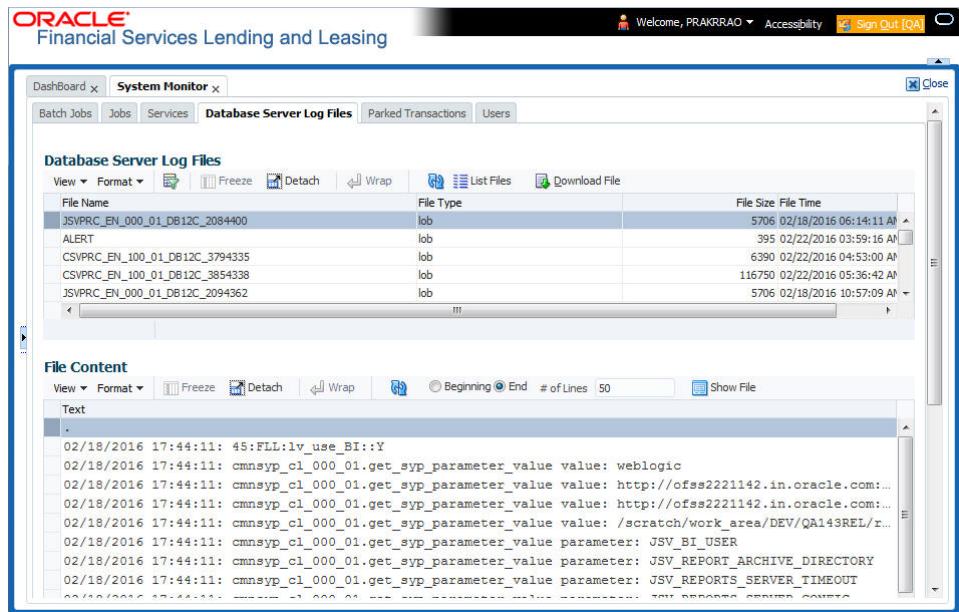 ORACLE
Financial Services Lending and Leasing
Welcome, PRAKRRAO Accessibility Sign Out [QA]
DashBoard x System Monitor x Close
Batch Jobs Jobs Services Database Server Log Files Parked Transactions Users
Database Server Log Files
View Format Freeze Detach Wrap List Files Download File
File Name File Type File Size File Time
JSVPRC_EN_000_01_DB12C_2084400 lob 5706 02/18/2016 06:14:11 AM
ALERT lob 395 02/22/2016 03:59:16 AM
CSVPRC_EN_100_01_DB12C_3794335 lob 6390 02/22/2016 04:53:00 AM
CSVPRC_EN_100_01_DB12C_3854338 lob 116750 02/22/2016 05:36:42 AM
JSVPRC_EN_000_01_DB12C_2094362 lob 5706 02/18/2016 10:57:09 AM
File Content
View Format Freeze Detach Wrap Beginning End # of Lines 50 Show File
Text
.
02/18/2016 17:44:11: 45:FLL:lv_use_BI::Y
02/18/2016 17:44:11: cmnsyp_cl_000_01.get_syp_parameter_value value: weblogic
02/18/2016 17:44:11: cmnsyp_cl_000_01.get_syp_parameter_value value: http://ofss2221142.in.oracle.com:...
02/18/2016 17:44:11: cmnsyp_cl_000_01.get_syp_parameter_value value: http://ofss2221142.in.oracle.com:...
02/18/2016 17:44:11: cmnsyp_cl_000_01.get_syp_parameter_value value: /scratch/work_area/DEV/QA143REL/r...
02/18/2016 17:44:11: cmnsyp_cl_000_01.get_syp_parameter_value parameter: JSV_BI_USER
02/18/2016 17:44:11: cmnsyp_cl_000_01.get_syp_parameter_value parameter: JSV_REPORT_ARCHIVE_DIRECTORY
02/18/2016 17:44:11: cmnsyp_cl_000_01.get_syp_parameter_value parameter: JSV_REPORTS_SERVER_TIMEOUT
02/18/2016 17:44:11: cmnsyp_cl_000_01.get_syp_parameter_value parameter: JSV_REPORTS_SERVER_CONFIG